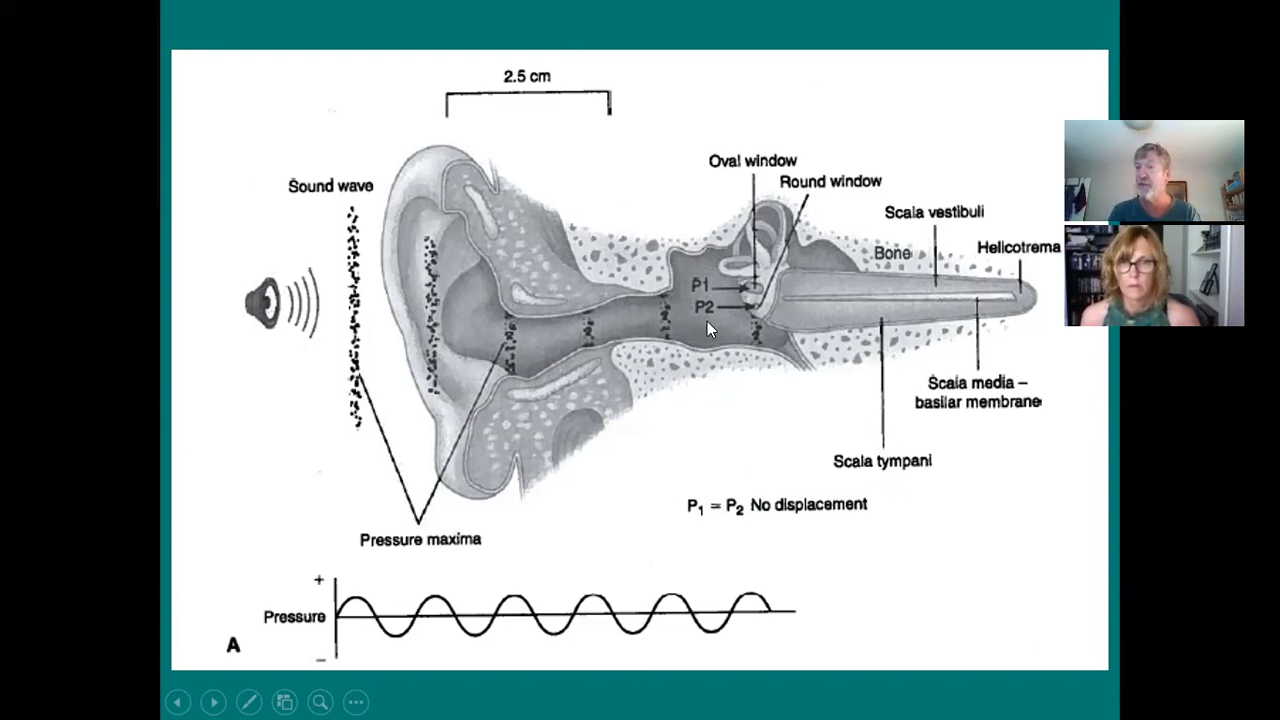 2.5 cm
Sound wave
Oval window
Round window
Scala vestibuli
Bone
Helicotrema
P1
P2
Scala media –
basilar membrane
Scala tympani
P1 = P2 No displacement
Pressure maxima
+
Pressure
–
A